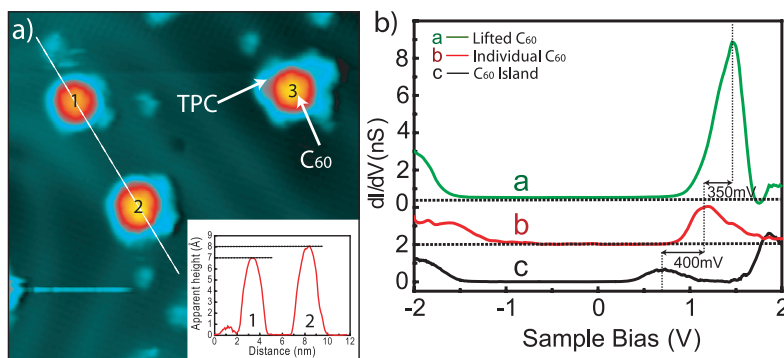 a)
1
2
3
TPC
C60
Apparent height (Å)
9
8
7
6
5
4
3
2
1
0
1 2
0 2 4 6 8 10 12
Distance (nm)
b)
a Lifted C60
b Individual C60
c C60 Island
dI/dV(nS)
8
6
4
2
0
2
0
a
350mV
b
400mV
c
-2 -1 0 1 2
Sample Bias (V)